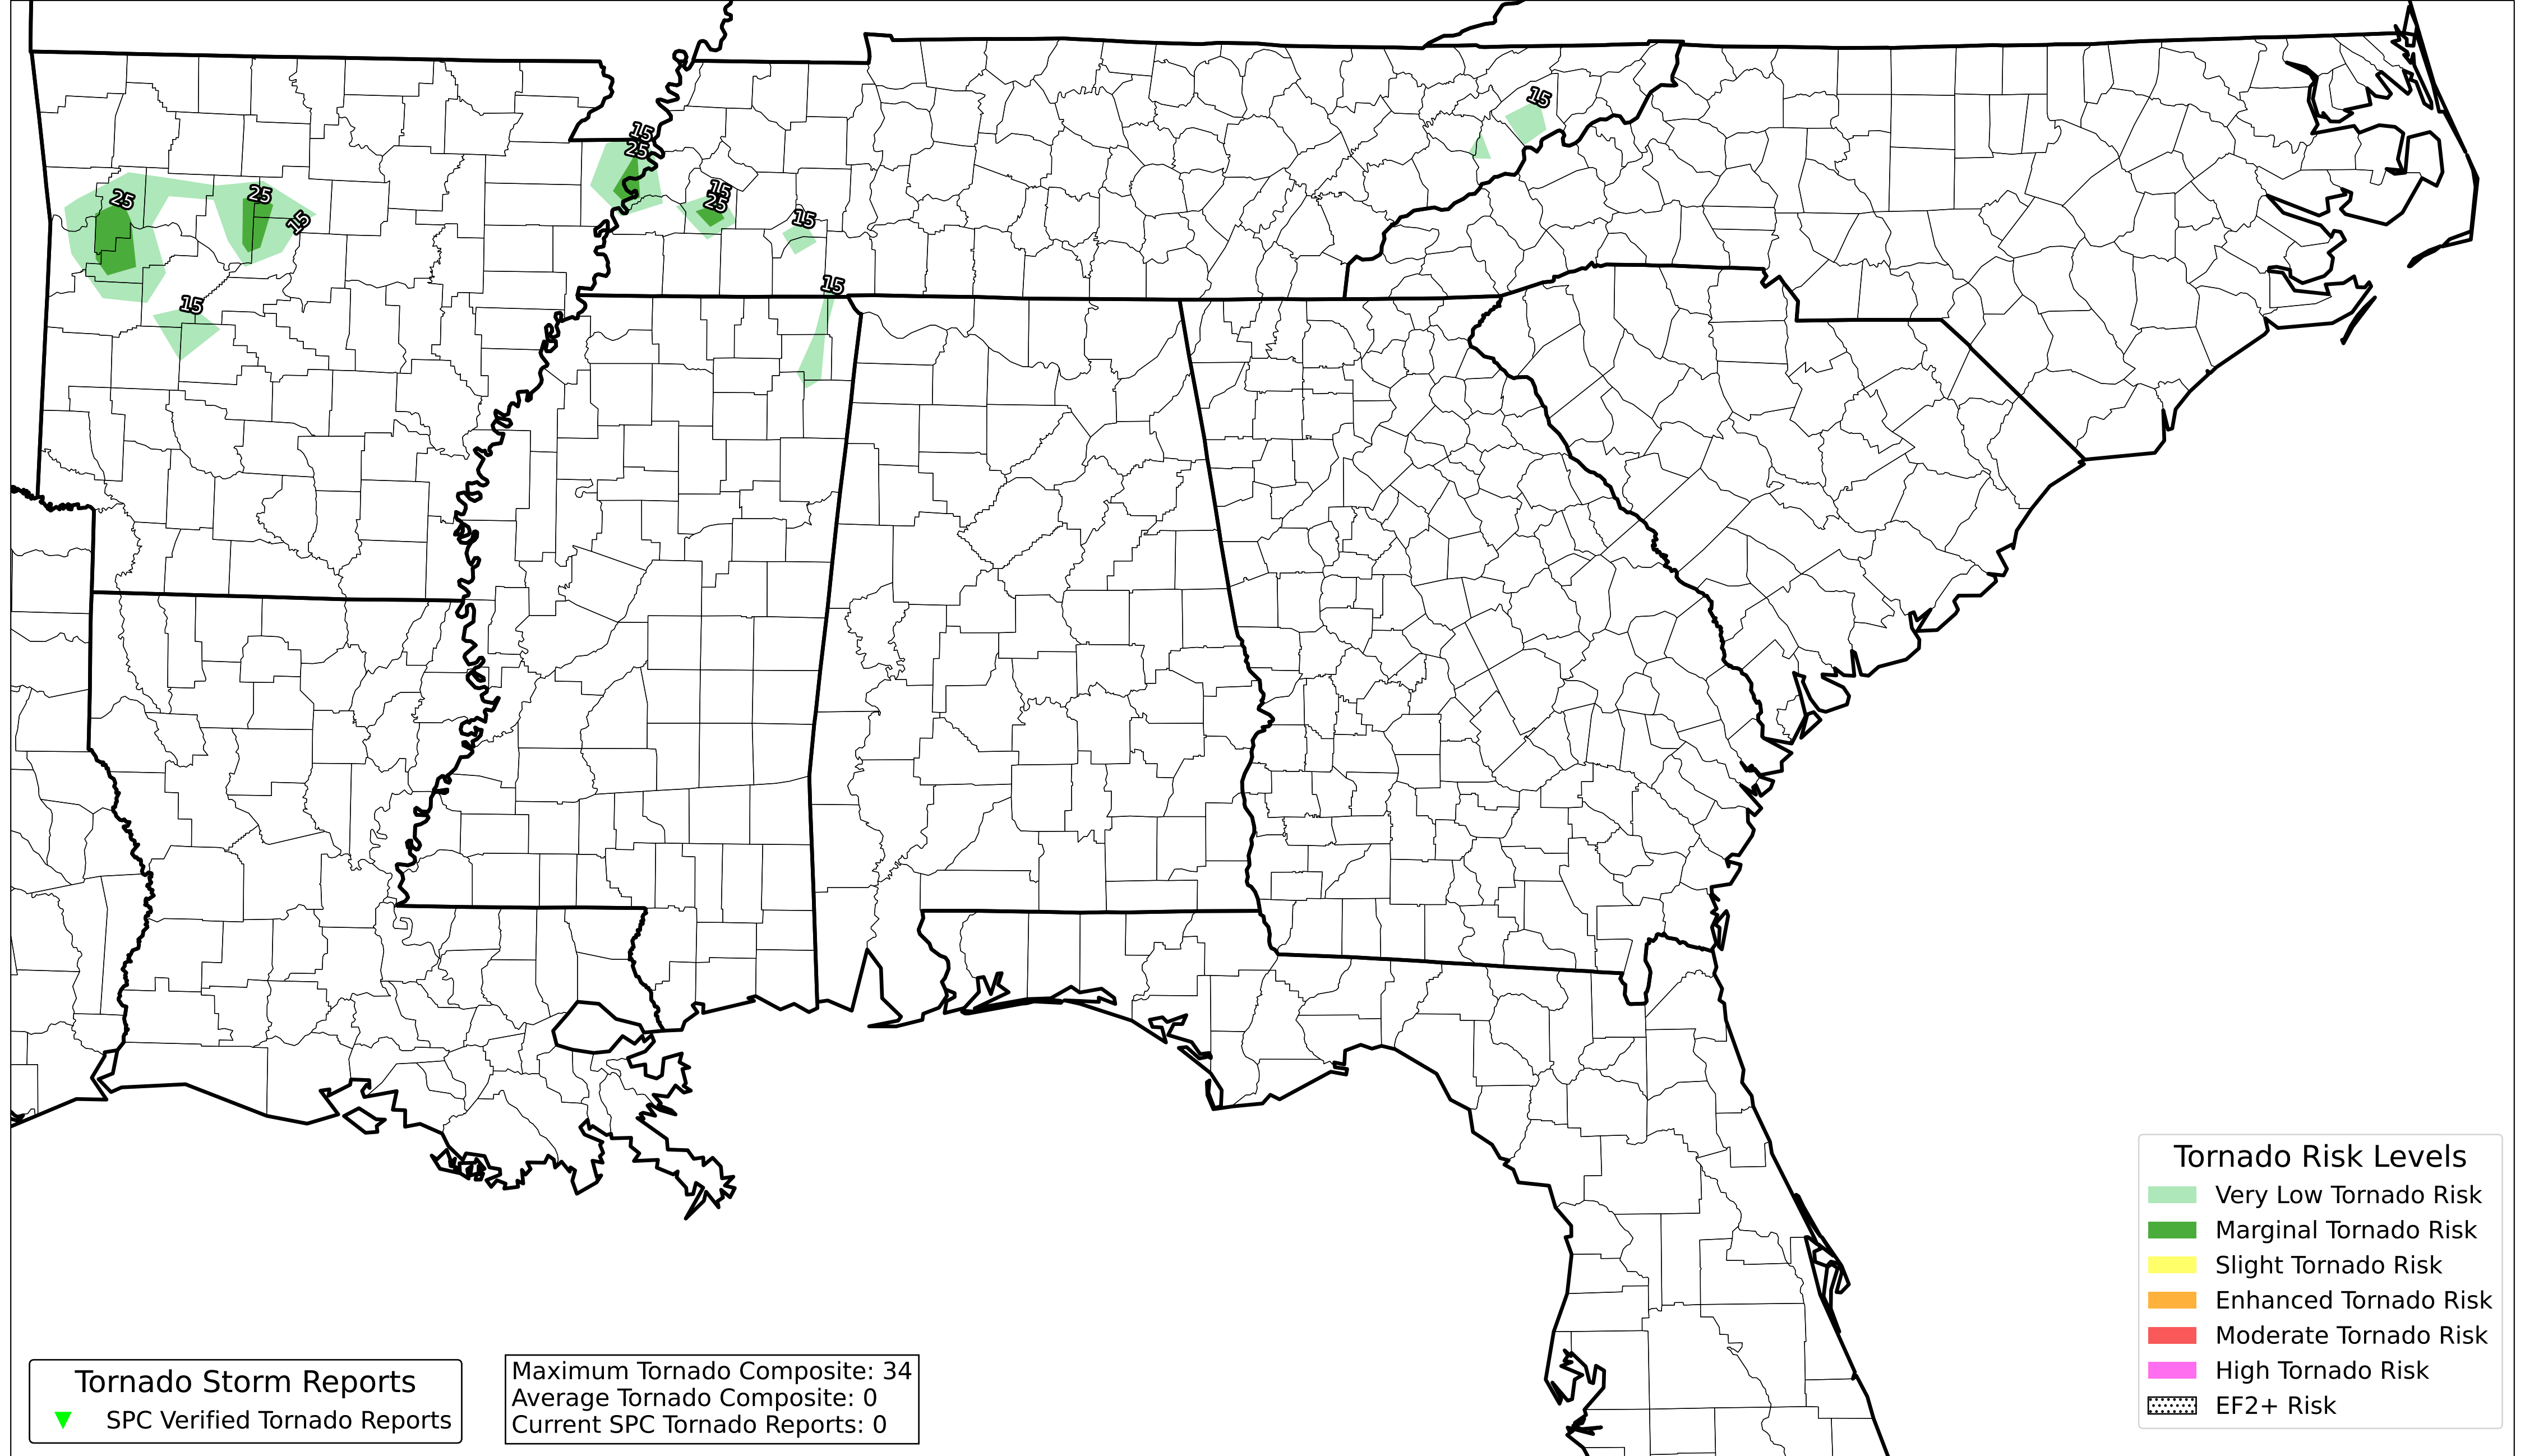 15
15
25
15
25
25
25
15
15
15
15
Tornado Risk Levels
Very Low Tornado Risk
Marginal Tornado Risk
Slight Tornado Risk
Enhanced Tornado Risk
Moderate Tornado Risk
High Tornado Risk
EF2+ Risk
Tornado Storm Reports
SPC Verified Tornado Reports
Maximum Tornado Composite: 34
Average Tornado Composite: 0
Current SPC Tornado Reports: 0